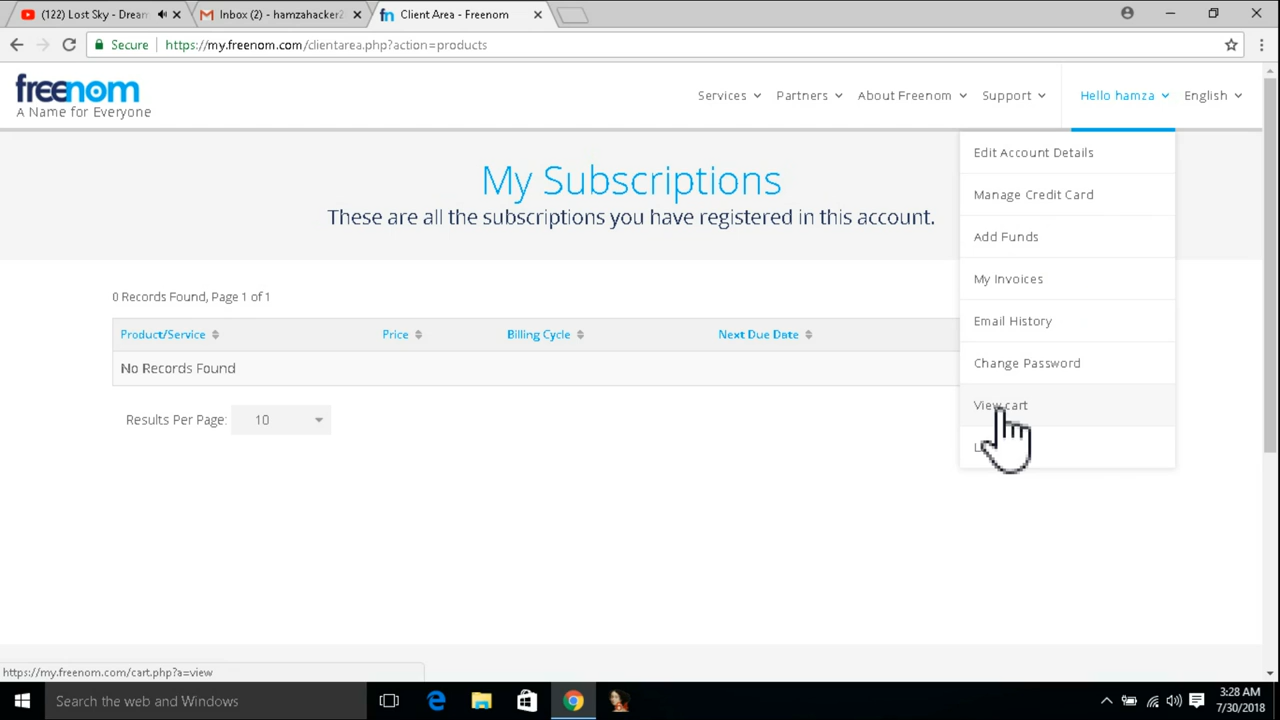 (122) Lost Sky - Dream
Inbox (2) - hamzahacker2
fn Client Area - Freenom
Secure | https://my.freenom.com/clientarea.php?action=products
freenom
A Name for Everyone
Services
Partners
About Freenom
Support
Hello hamza
English
Edit Account Details
Manage Credit Card
Add Funds
My Invoices
Email History
Change Password
View cart
My Subscriptions
These are all the subscriptions you have registered in this account.
0 Records Found, Page 1 of 1
Product/Service Price Billing Cycle Next Due Date
No Records Found
Results Per Page: 10
https://my.freenom.com/cart.php?a=view
Search the web and Windows
3:28 AM
7/30/2018